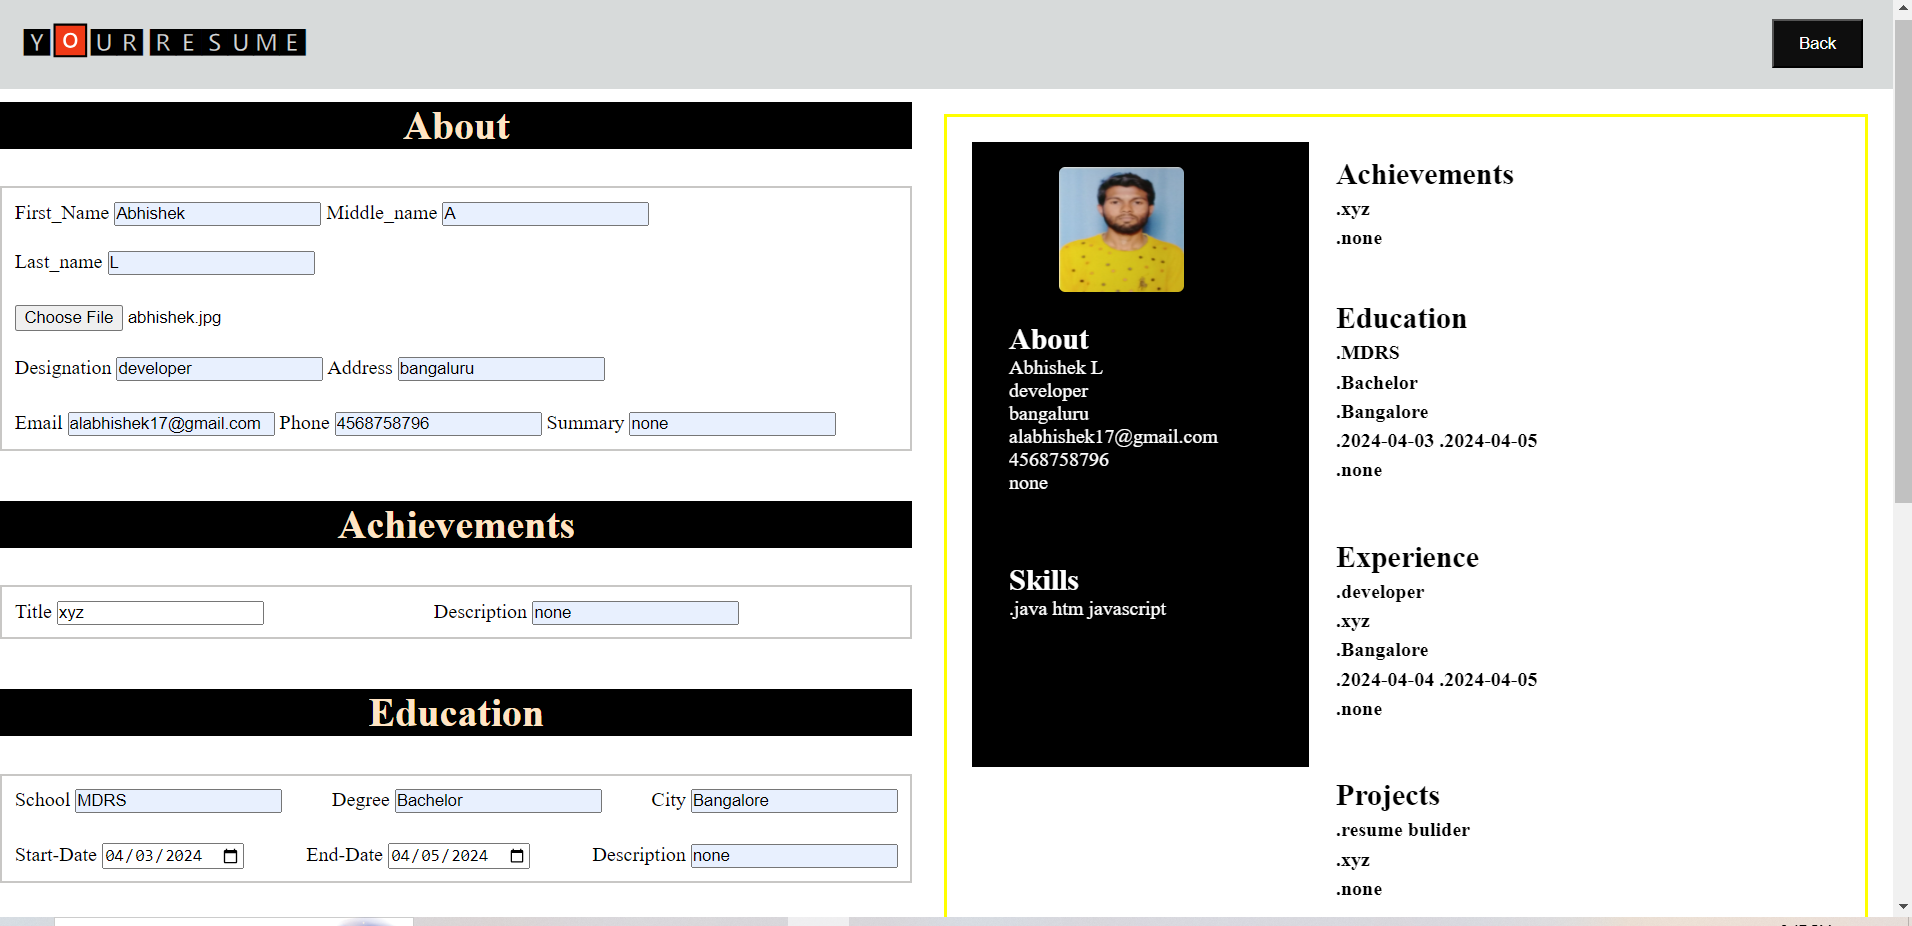 YOUR RESUME
Back
About
First_Name Abhishek Middle_name A
Last_name L
Choose File abhishek.jpg
Designation developer Address bangaluru
Email alabhishek17@gmail.com Phone 4568758796 Summary none
Achievements
Title xyz Description none
Education
School MDRS Degree Bachelor City Bangalore
Start-Date 04/03/2024 End-Date 04/05/2024 Description none
About
Abhishek L
developer
bangaluru
alabhishek17@gmail.com
4568758796
none
Skills
.java htm javascript
Achievements
.xyz
.none
Education
.MDRS
.Bachelor
.Bangalore
.2024-04-03 .2024-04-05
.none
Experience
.developer
.xyz
.Bangalore
.2024-04-04 .2024-04-05
.none
Projects
.resume bulider
.xyz
.none